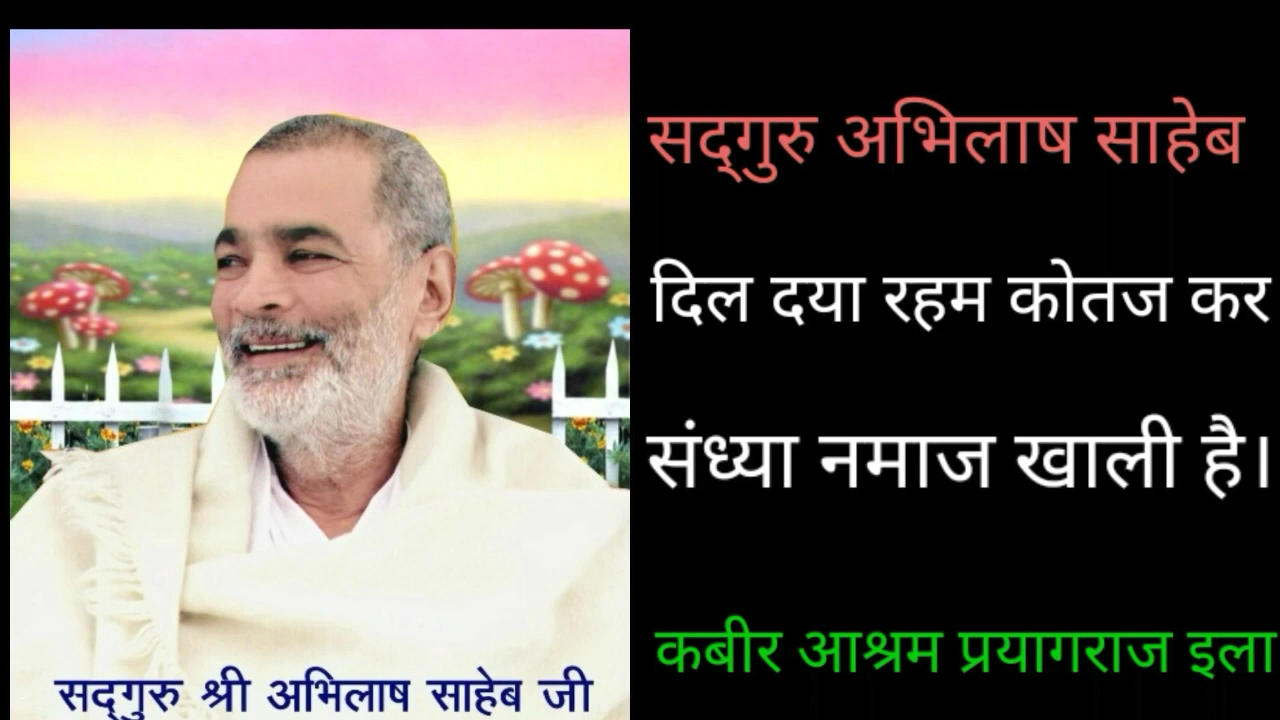 सद्गुरु श्री अभिलाष साहेब जी
सद्गुरु अभिलाष साहेब
दिल दया रहम कोतज कर
संध्या नमाज खाली है।
कबीर आश्रम प्रयागराज इला